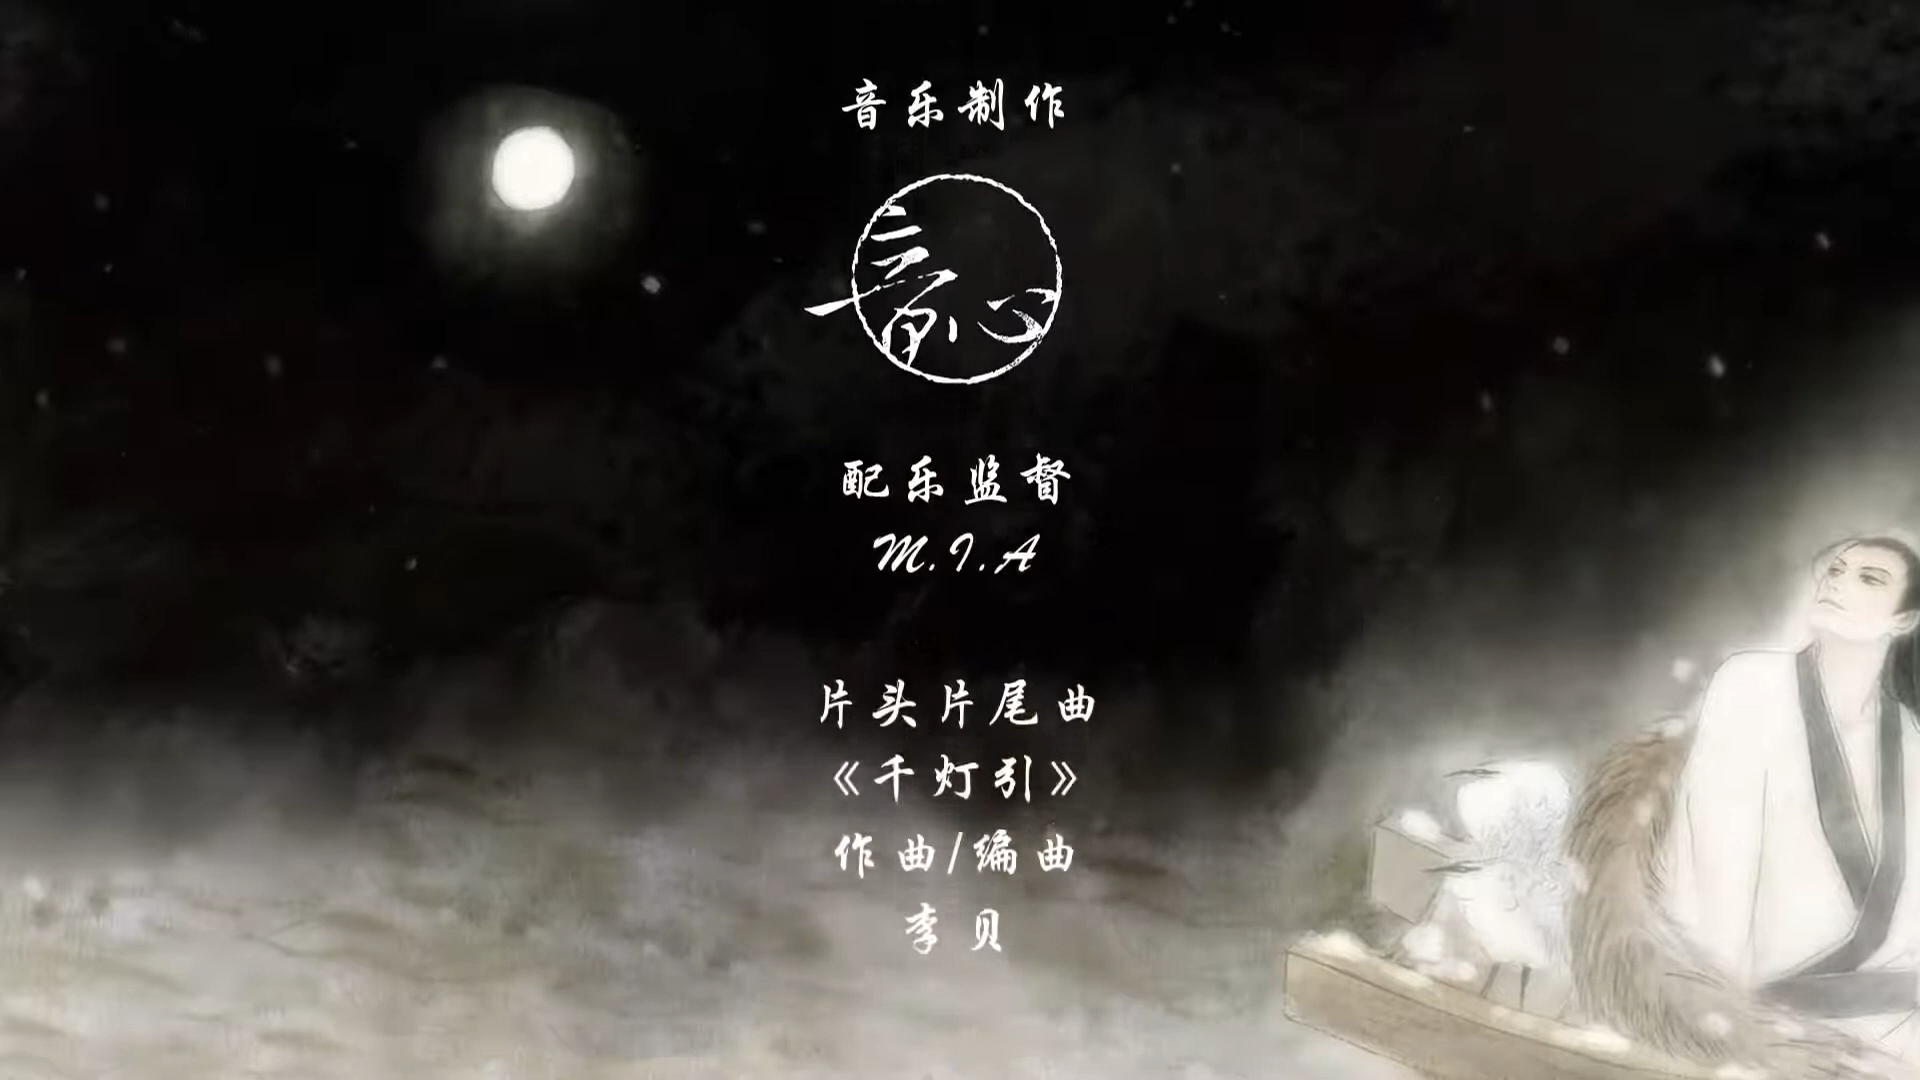 音乐制作
音心
配乐监督
M.I.A
片头片尾曲
《千灯引》
作曲/编曲
李贝